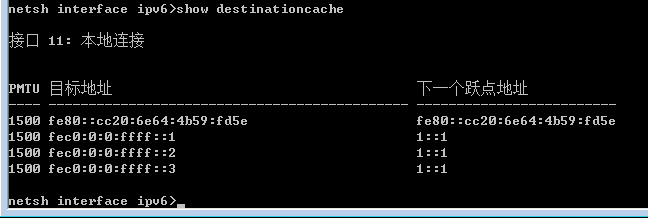 netsh interface ipv6>show destinationcache
接口 11: 本地连接
PMTU 目标地址 下一个跃点地址
---- --------------------------------------------- -------------------------
1500 fe80::cc20:6e64:4b59:fd5e fe80::cc20:6e64:4b59:fd5e
1500 fec0:0:0:ffff::1 1::1
1500 fec0:0:0:ffff::2 1::1
1500 fec0:0:0:ffff::3 1::1
netsh interface ipv6>_